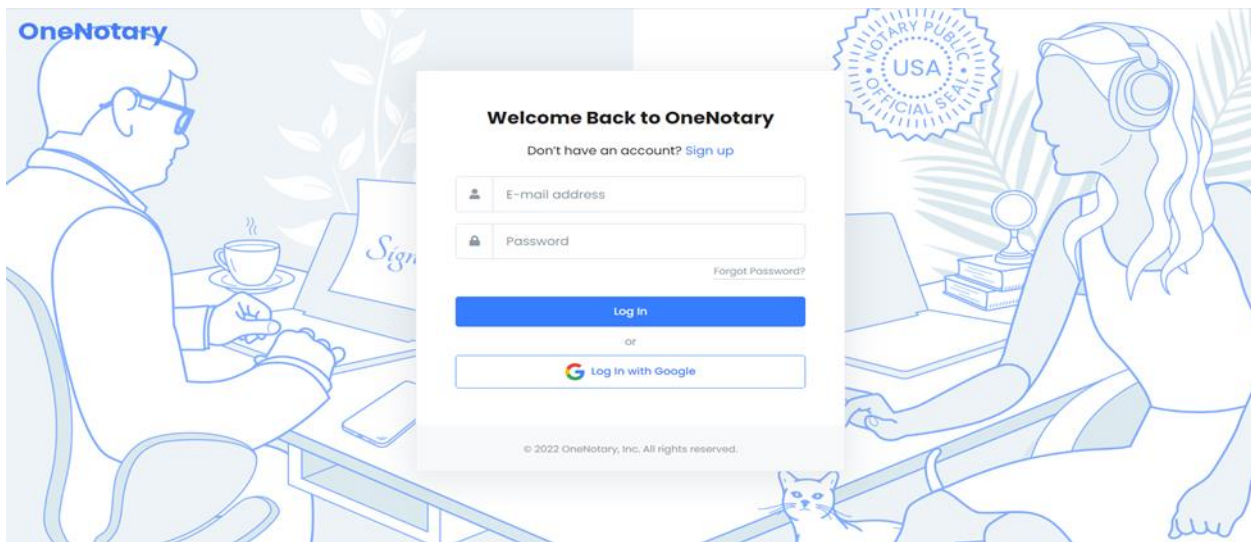 OneNotary
NOTARY PUBLIC
USA
OFFICIAL SEAL
Welcome Back to OneNotary
Don't have an account? Sign up
E-mail address
Password
Forgot Password?
Log In
or
Log In with Google
© 2022 OneNotary, Inc. All rights reserved.
Sign